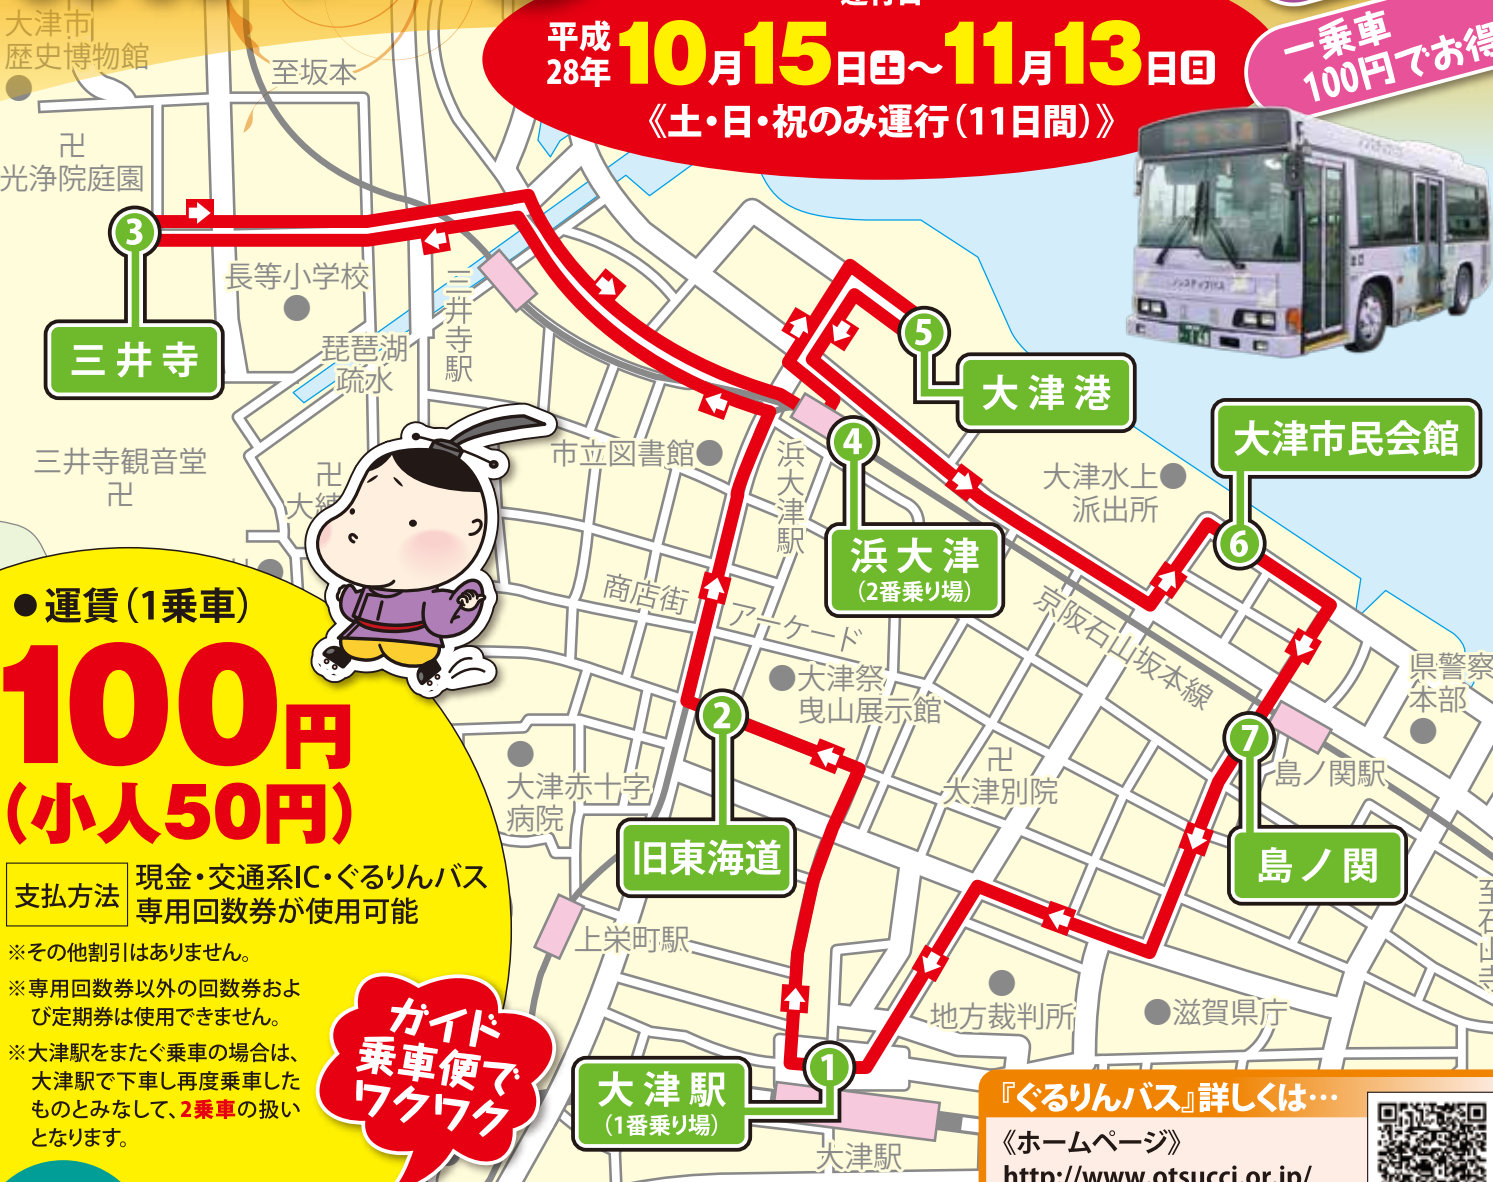 大津市
歴史博物館
至坂本
平成
28年
10月15日土～11月13日日
《土・日・祝のみ運行（11日間）》
一乗車
100円でお得
卍
光浄院庭園
3
三井寺
長等小学校
三井寺駅
琵琶湖
疏水
三井寺観音堂
卍
卍
市立図書館
浜大津駅
5
大津港
4
浜大津
（2番乗り場）
大津水上
派出所
大津市民会館
6
商店街
アーケード
京阪石山坂本線
大津祭
曳山展示館
県警察
本部
2
旧東海道
大津赤十字
病院
卍
大津別院
7
島ノ関駅
島ノ関
至石山寺
上栄町駅
地方裁判所
滋賀県庁
1
大津駅
（1番乗り場）
大津駅
●運賃（1乗車）
100円
（小人50円）
支払方法
現金・交通系IC・ぐるりんバス
専用回数券が使用可能
※その他割引はありません。
※専用回数券以外の回数券およ
び定期券は使用できません。
※大津駅をまたぐ乗車の場合は、
大津駅で下車し再度乗車した
ものとみなして、2乗車の扱い
となります。
ガイド
乗車便で
ワクワク
『ぐるりんバス』詳しくは…
《ホームページ》
http://www.otsucci.or.jp/